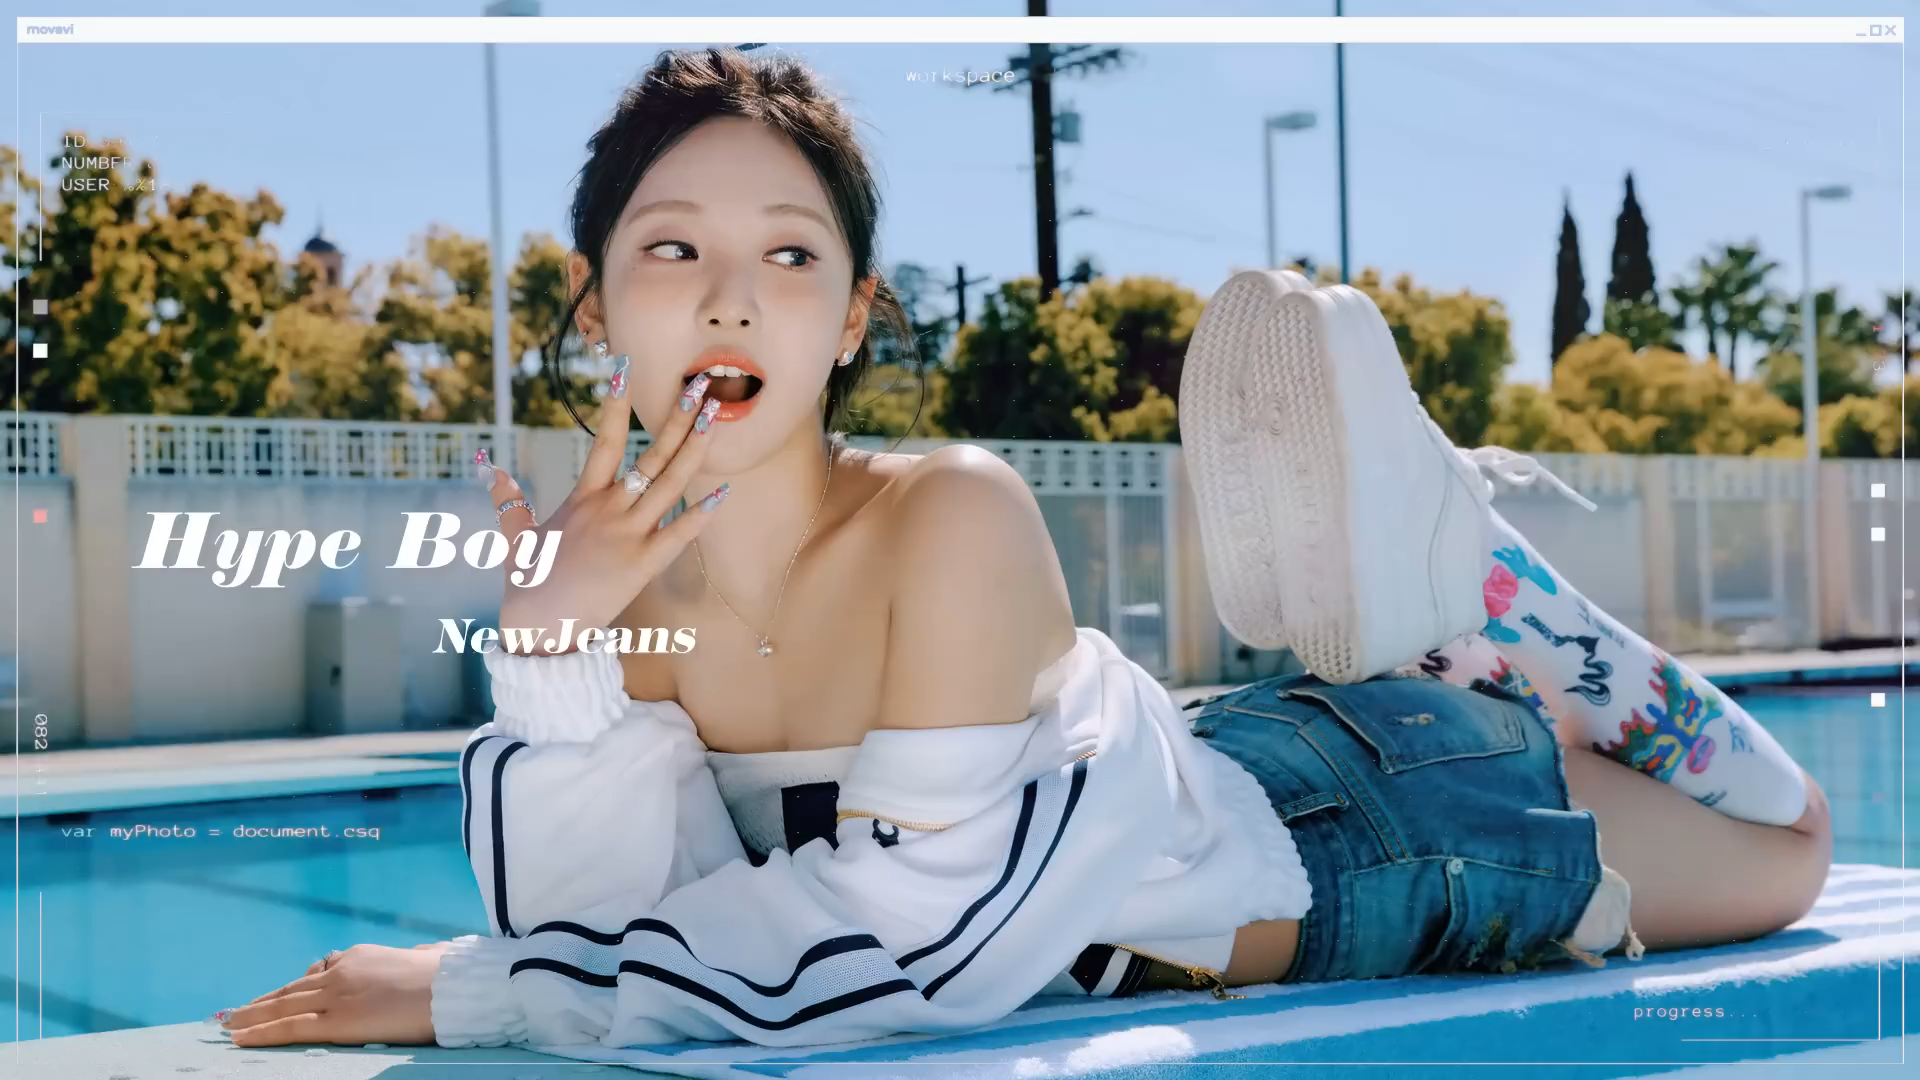 movavi
workspace
ID
NUMBER
USER
Hype Boy
NewJeans
082
var myPhoto = document.csq
progress...